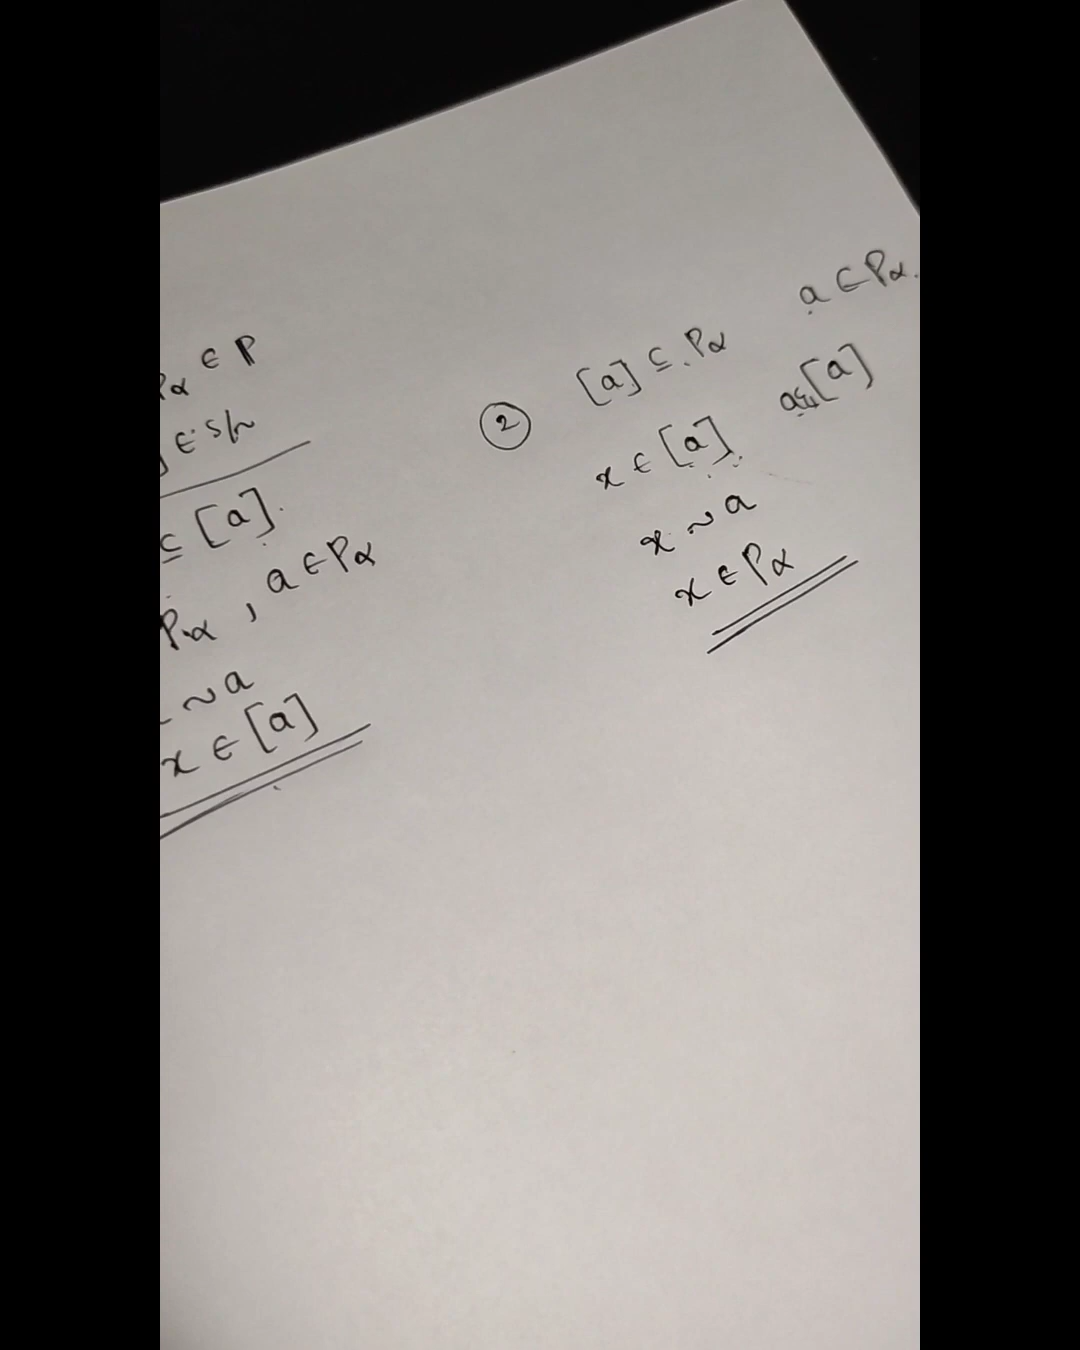 Pα ∈ P
] ∈ S/~
⊆ [a].
Pα , a ∈ Pα
~ a
x ∈ [a]
② [a] ⊆ Pα
a ∈ Pα.
x ∈ [a]
a ∈ [a]
x ~ a
x ∈ Pα